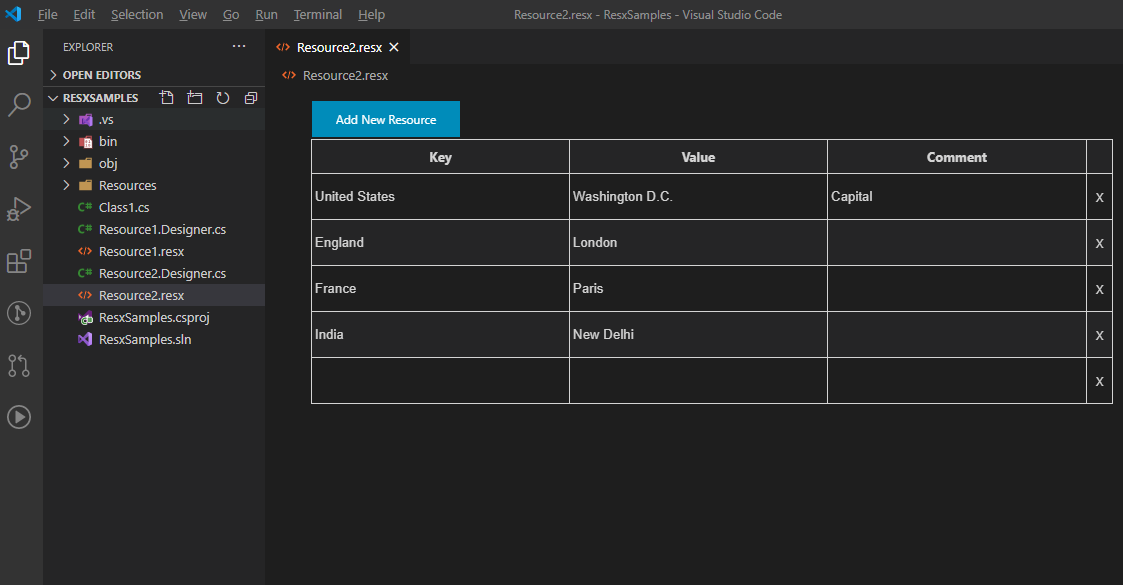 File Edit Selection View Go Run Terminal Help Resource2.resx - ResxSamples - Visual Studio Code
EXPLORER ···
OPEN EDITORS
RESXSAMPLES
.vs
bin
obj
Resources
C# Class1.cs
C# Resource1.Designer.cs
Resource1.resx
C# Resource2.Designer.cs
Resource2.resx
ResxSamples.csproj
ResxSamples.sln
Resource2.resx
Resource2.resx
Add New Resource
Key Value Comment
United States Washington D.C. Capital X
England London X
France Paris X
India New Delhi X
X